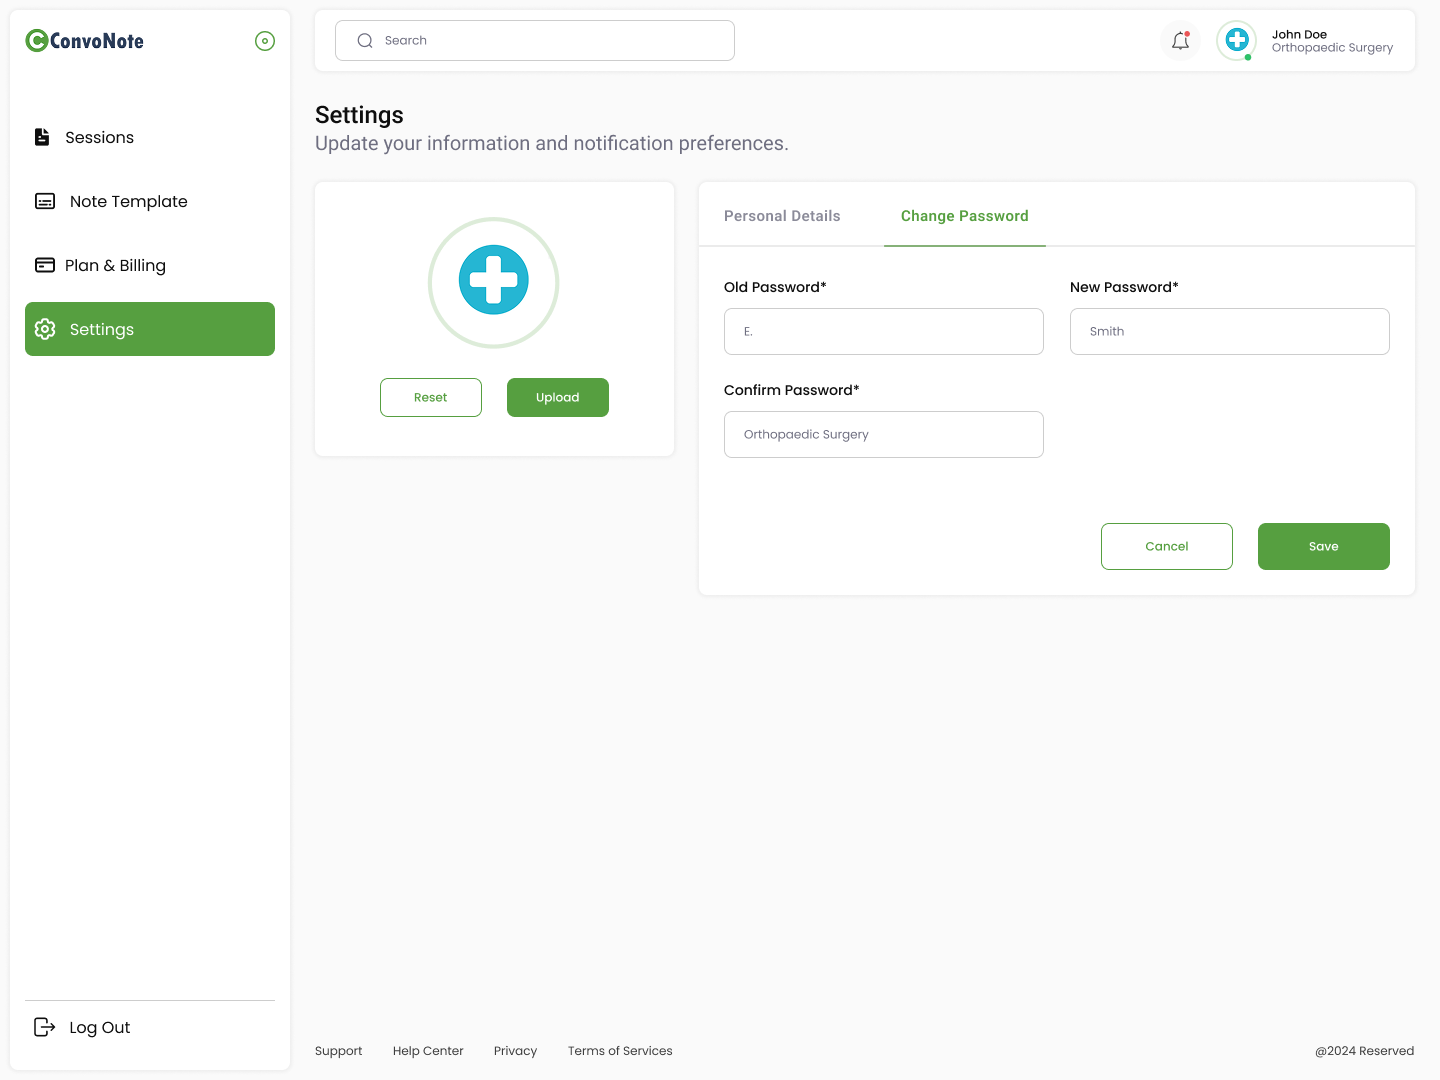 ConvoNote
Search
John Doe
Orthopaedic Surgery
Sessions
Note Template
Plan & Billing
Settings
Log Out
Settings
Update your information and notification preferences.
Reset
Upload
Personal Details
Change Password
Old Password*
New Password*
E.
Smith
Confirm Password*
Orthopaedic Surgery
Cancel
Save
Support
Help Center
Privacy
Terms of Services
@2024 Reserved